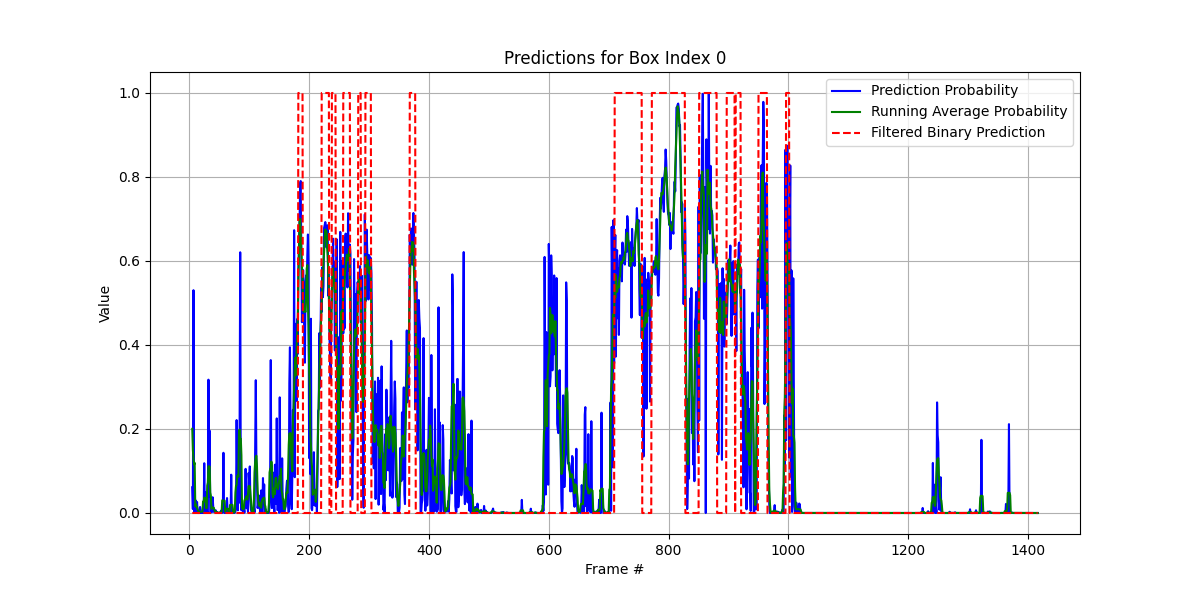 Predictions for Box Index 0
Prediction Probability
Running Average Probability
Filtered Binary Prediction
Value
1.0
0.8
0.6
0.4
0.2
0.0
0 200 400 600 800 1000 1200 1400
Frame #